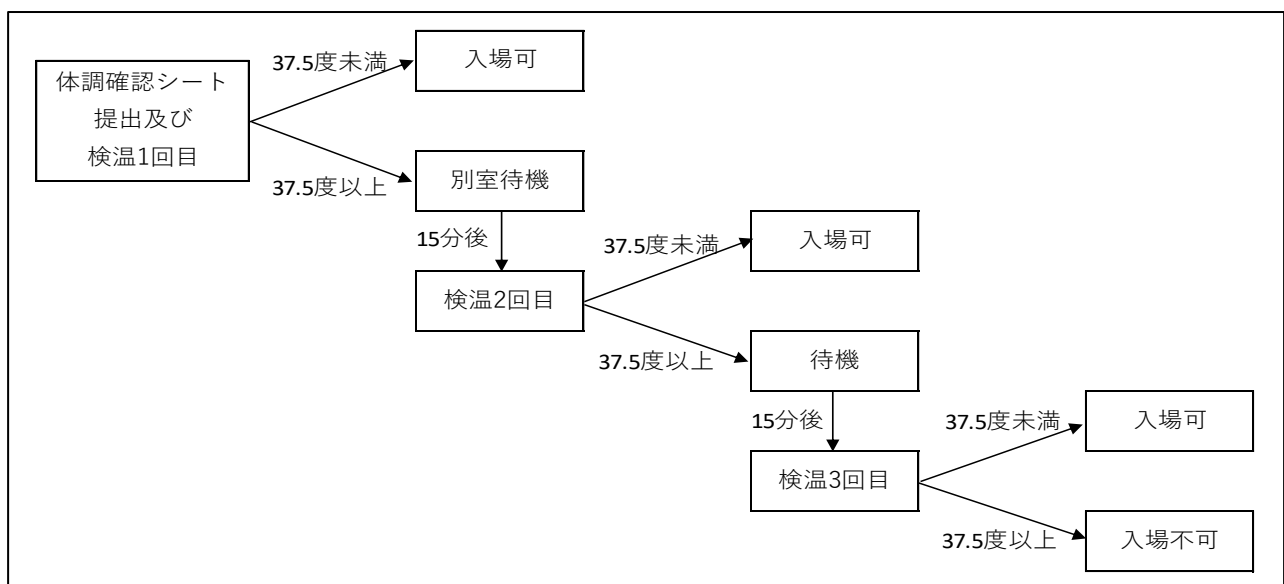 37.5度未満
入場可
体調確認シート
提出及び
検温1回目
37.5度以上
別室待機
15分後
37.5度未満
入場可
検温2回目
37.5度以上
待機
15分後
37.5度未満
入場可
検温3回目
37.5度以上
入場不可